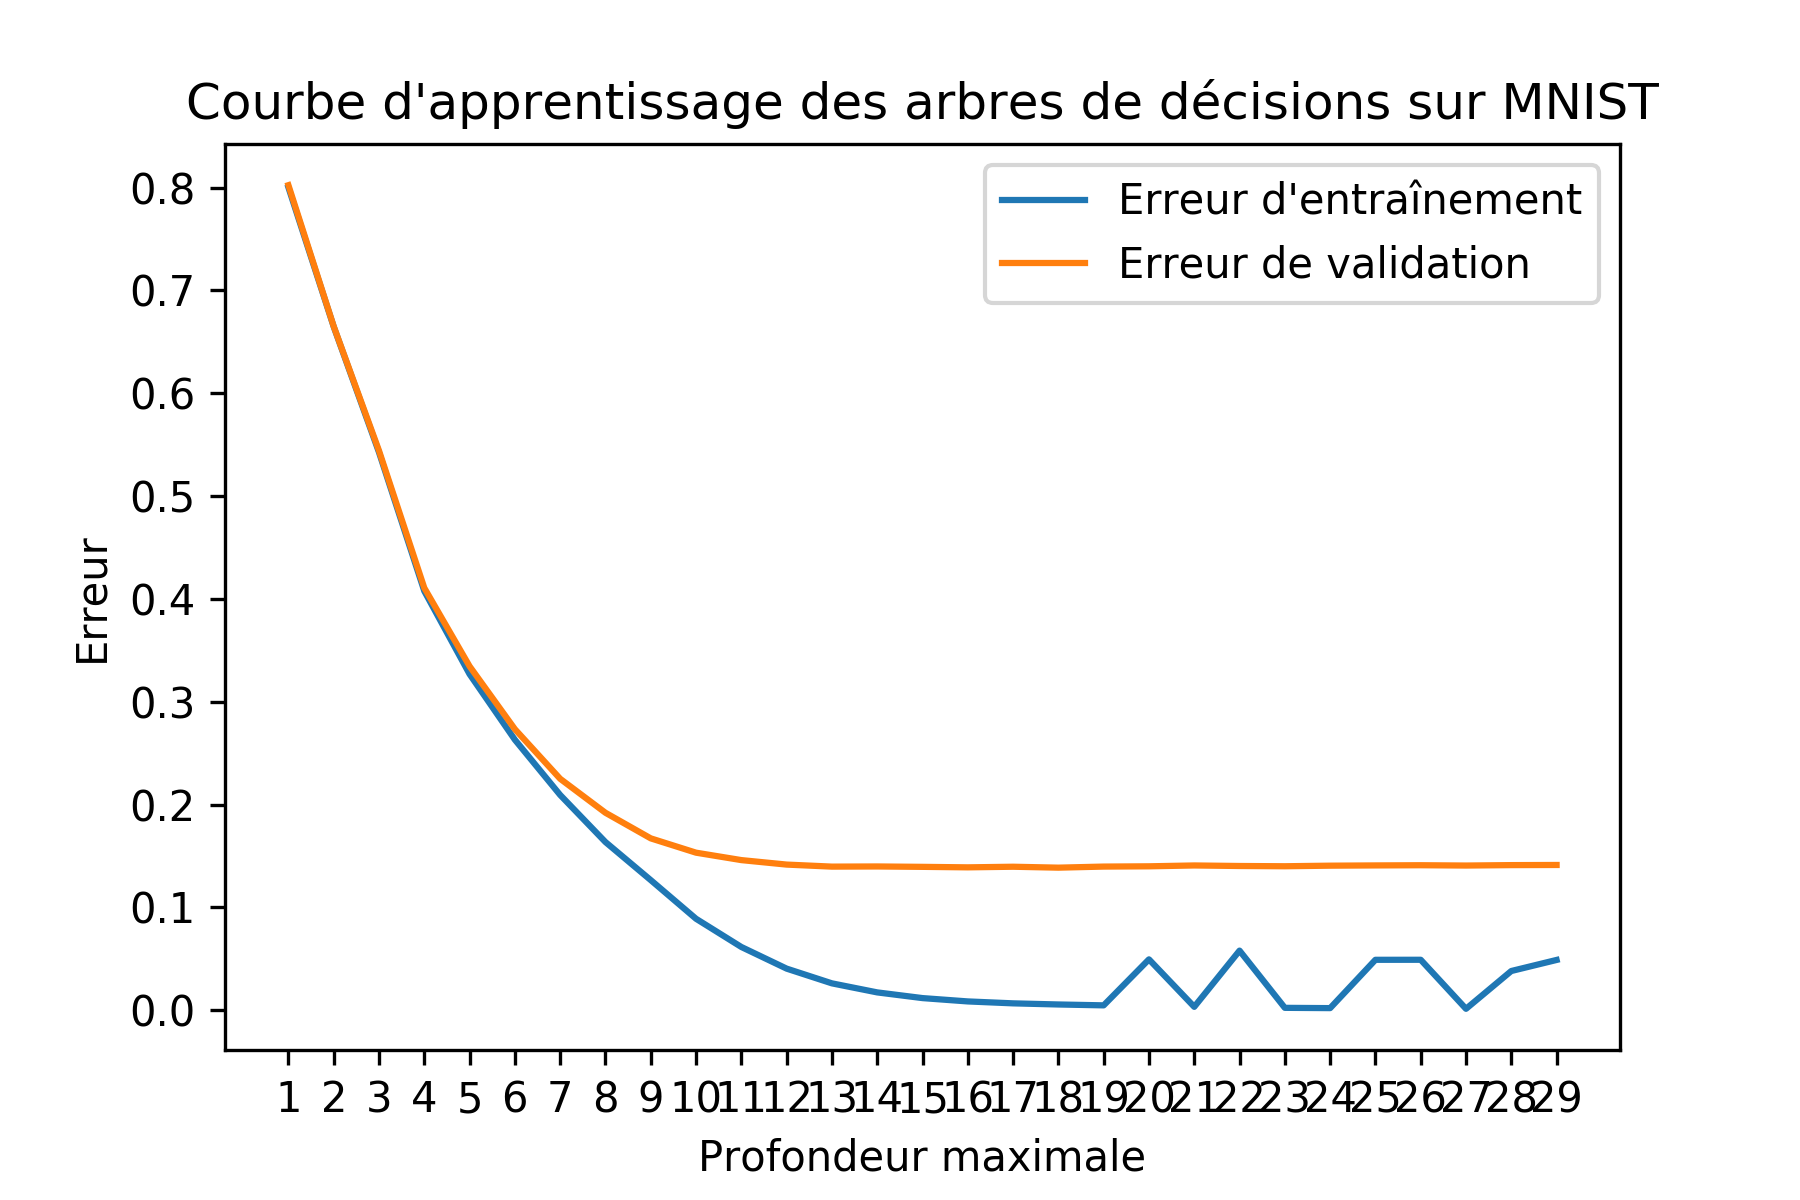 Courbe d'apprentissage des arbres de décisions sur MNIST
Erreur d'entraînement
Erreur de validation
0.8
0.7
0.6
0.5
0.4
0.3
0.2
0.1
0.0
Erreur
1 2 3 4 5 6 7 8 9 10 11 12 13 14 15 16 17 18 19 20 21 22 23 24 25 26 27 28 29
Profondeur maximale